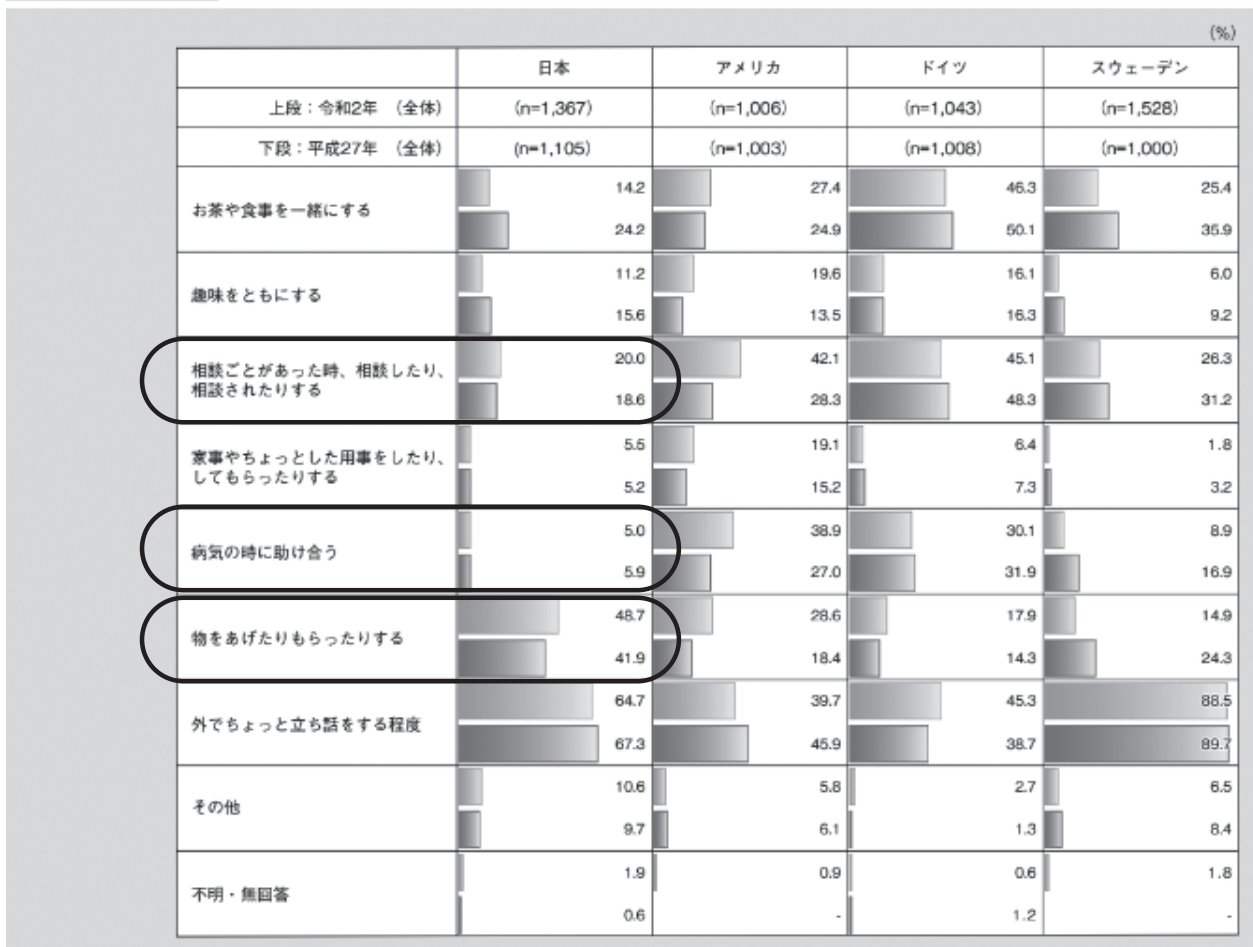 (%)
日本 アメリカ ドイツ スウェーデン
上段：令和2年 (全体) (n=1,367) (n=1,006) (n=1,043) (n=1,528)
下段：平成27年 (全体) (n=1,105) (n=1,003) (n=1,008) (n=1,000)
お茶や食事を一緒にする
14.2 27.4 46.3 25.4
24.2 24.9 50.1 35.9
趣味をともにする
11.2 19.6 16.1 6.0
15.6 13.5 16.3 9.2
相談ごとがあった時、相談したり、
相談されたりする
20.0 42.1 45.1 26.3
18.6 28.3 48.3 31.2
家事やちょっとした用事をしたり、
してもらったりする
5.5 19.1 6.4 1.8
5.2 15.2 7.3 3.2
病気の時に助け合う
5.0 38.9 30.1 8.9
5.9 27.0 31.9 16.9
物をあげたりもらったりする
48.7 28.6 17.9 14.9
41.9 18.4 14.3 24.3
外でちょっと立ち話をする程度
64.7 39.7 45.3 88.5
67.3 45.9 38.7 89.7
その他
10.6 5.8 2.7 6.5
9.7 6.1 1.3 8.4
不明・無回答
1.9 0.9 0.6 1.8
0.6 - 1.2 -